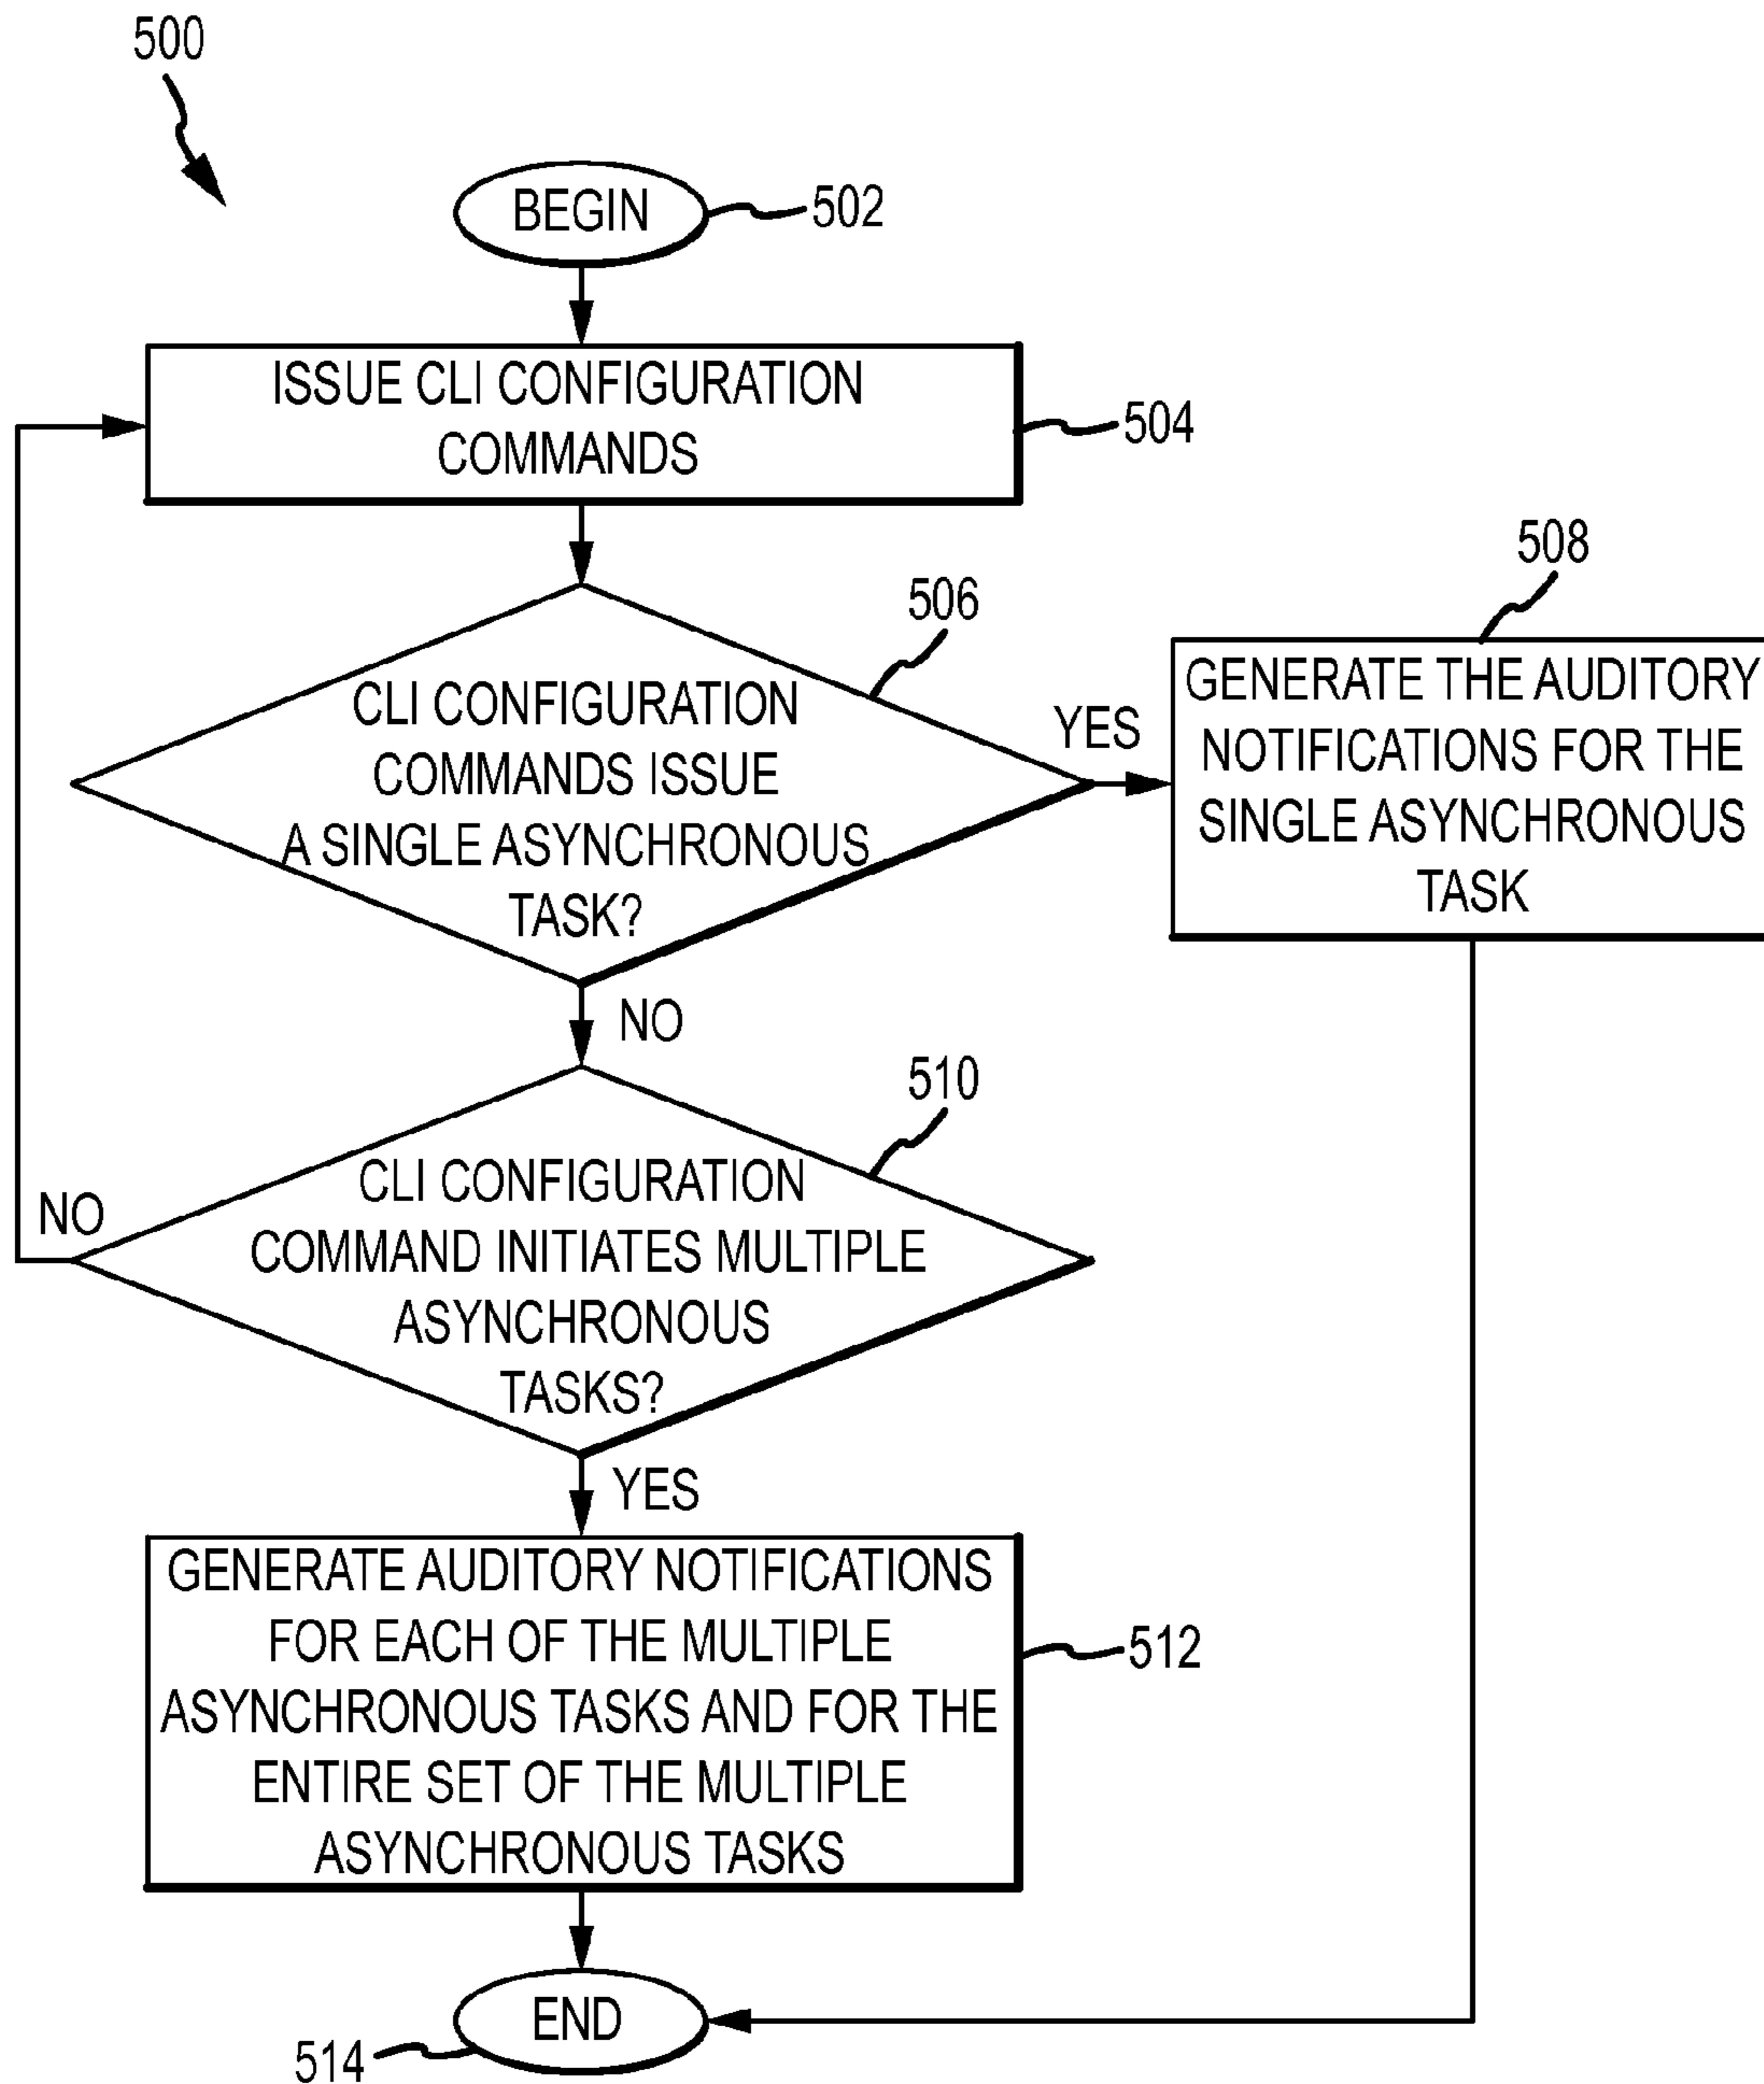 500
BEGIN
502
ISSUE CLI CONFIGURATION
COMMANDS
504
506
CLI CONFIGURATION
COMMANDS ISSUE
A SINGLE ASYNCHRONOUS
TASK?
YES
508
GENERATE THE AUDITORY
NOTIFICATIONS FOR THE
SINGLE ASYNCHRONOUS
TASK
NO
510
CLI CONFIGURATION
COMMAND INITIATES MULTIPLE
ASYNCHRONOUS
TASKS?
NO
YES
GENERATE AUDITORY NOTIFICATIONS
FOR EACH OF THE MULTIPLE
ASYNCHRONOUS TASKS AND FOR THE
ENTIRE SET OF THE MULTIPLE
ASYNCHRONOUS TASKS
512
END
514